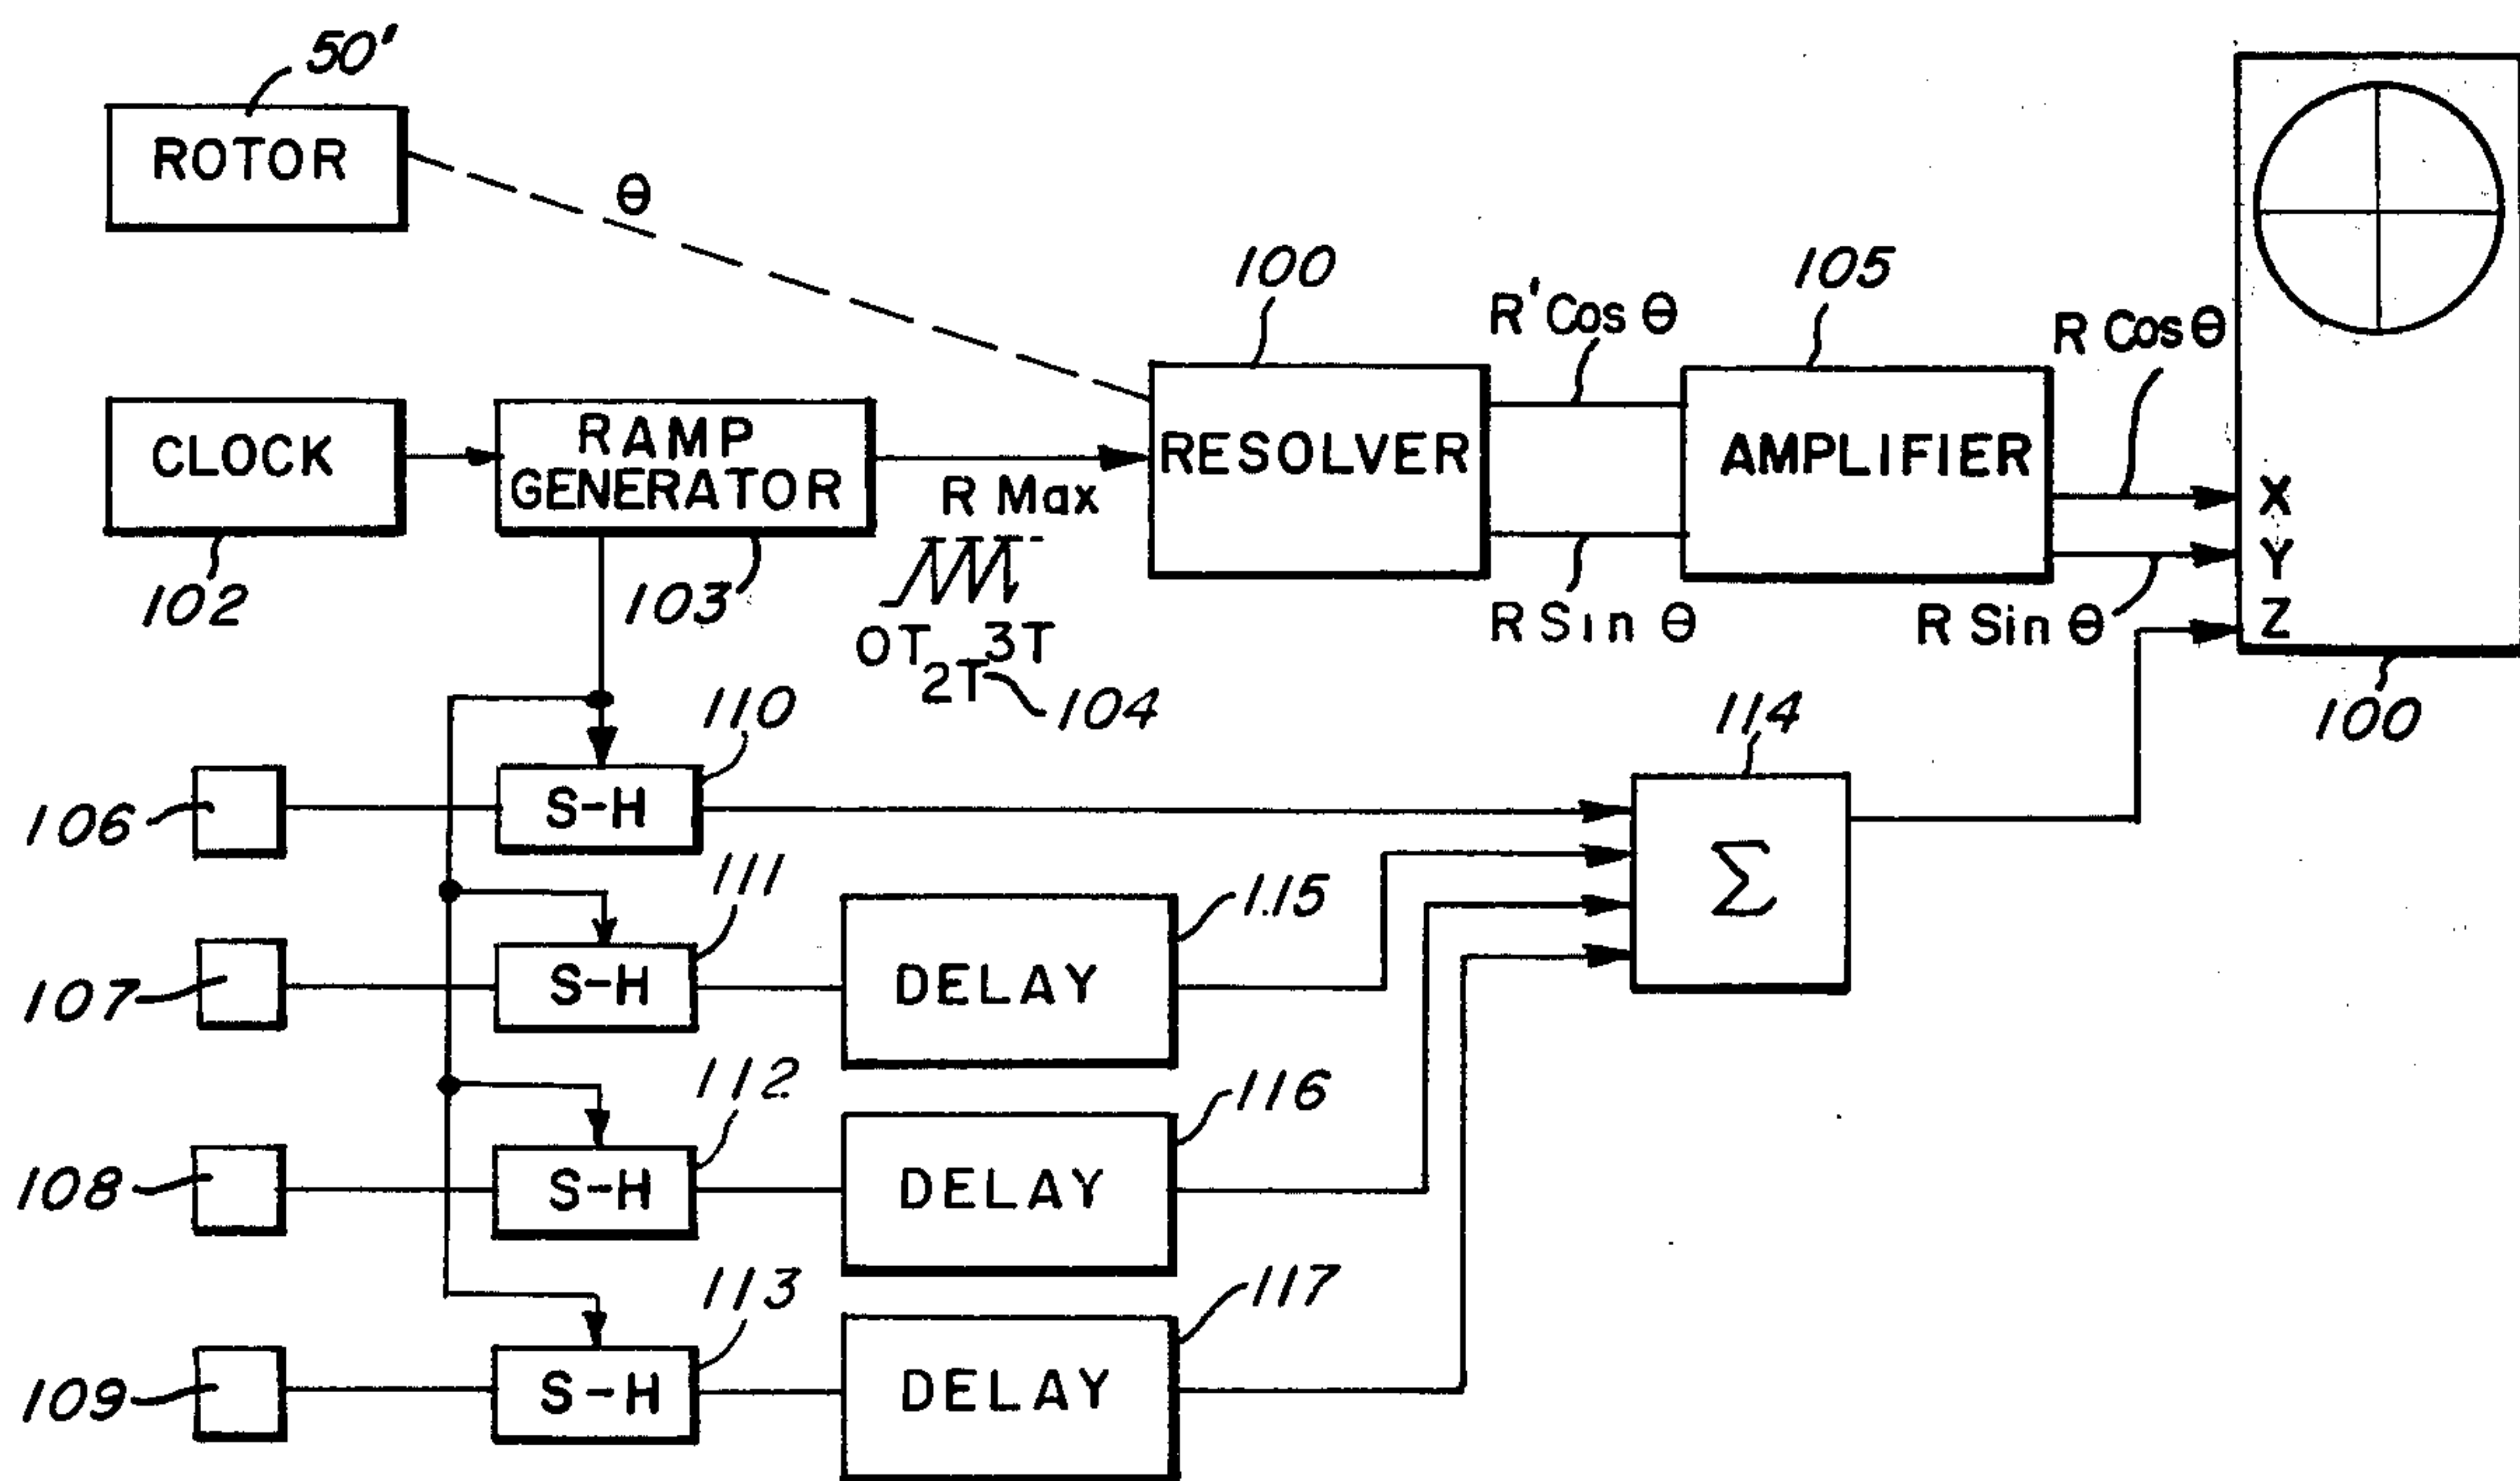 50'
ROTOR
θ
100
105
R' Cos θ
R Cos θ
CLOCK
RAMP
GENERATOR
RESOLVER
AMPLIFIER
R Max
X
Y
Z
102
103
R Sin θ
R Sin θ
0T
2T
3T
104
100
110
114
106
S-H
Σ
111
1.15
107
S-H
DELAY
112
116
108
S-H
DELAY
113
117
109
S-H
DELAY